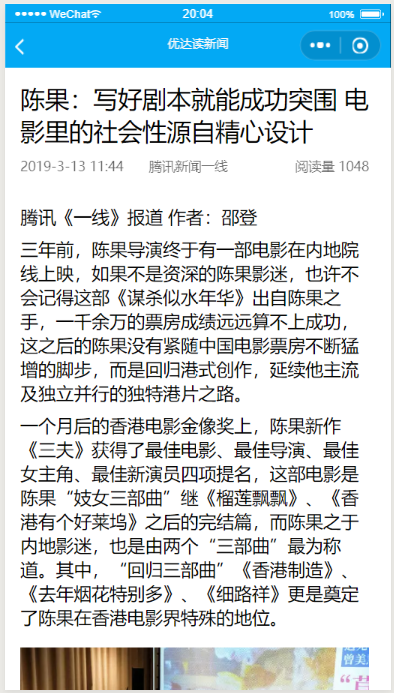 WeChat 20:04 100%
优达读新闻
陈果：写好剧本就能成功突围 电
影里的社会性源自精心设计
2019-3-13 11:44 腾讯新闻一线 阅读量 1048
腾讯《一线》报道 作者：邵登
三年前，陈果导演终于有一部电影在内地院
线上映，如果不是资深的陈果影迷，也许不
会记得这部《谋杀似水年华》出自陈果之
手，一千余万的票房成绩远远算不上成功，
这之后的陈果没有紧随中国电影票房不断猛
增的脚步，而是回归港式创作，延续他主流
及独立并行的独特港片之路。
一个月后的香港电影金像奖上，陈果新作
《三夫》获得了最佳电影、最佳导演、最佳
女主角、最佳新演员四项提名，这部电影是
陈果“妓女三部曲”继《榴莲飘飘》、《香
港有个好莱坞》之后的完结篇，而陈果之于
内地影迷，也是由两个“三部曲”最为称
道。其中，“回归三部曲”《香港制造》、
《去年烟花特别多》、《细路祥》更是奠定
了陈果在香港电影界特殊的地位。